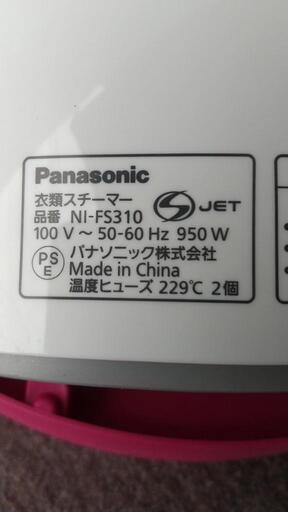 Panasonic
衣類スチーマー
品番 NI-FS310
S JET
100 V ~ 50-60 Hz 950 W
PS E
パナソニック株式会社
Made in China
温度ヒューズ 229℃ 2個